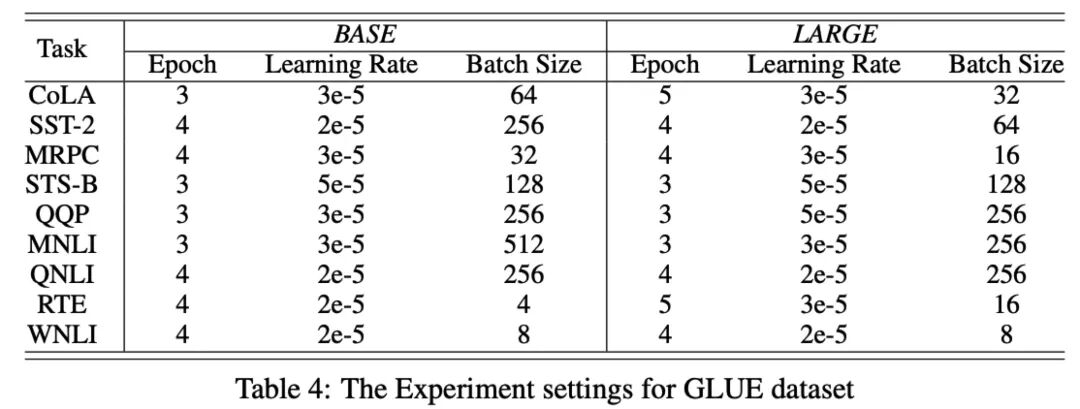 Task BASE LARGE
Epoch Learning Rate Batch Size Epoch Learning Rate Batch Size
CoLA 3 3e-5 64 5 3e-5 32
SST-2 4 2e-5 256 4 2e-5 64
MRPC 4 3e-5 32 4 3e-5 16
STS-B 3 5e-5 128 3 5e-5 128
QQP 3 3e-5 256 3 5e-5 256
MNLI 3 3e-5 512 3 3e-5 256
QNLI 4 2e-5 256 4 2e-5 256
RTE 4 2e-5 4 5 3e-5 16
WNLI 4 2e-5 8 4 2e-5 8
Table 4: The Experiment settings for GLUE dataset